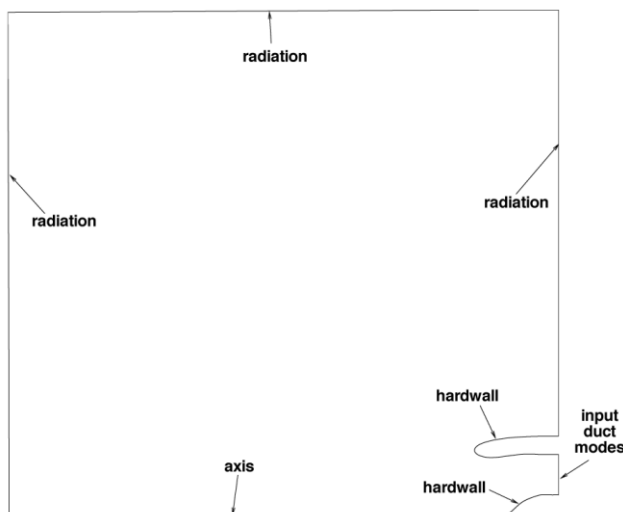 radiation
radiation
radiation
hardwall
input
duct
modes
axis
hardwall